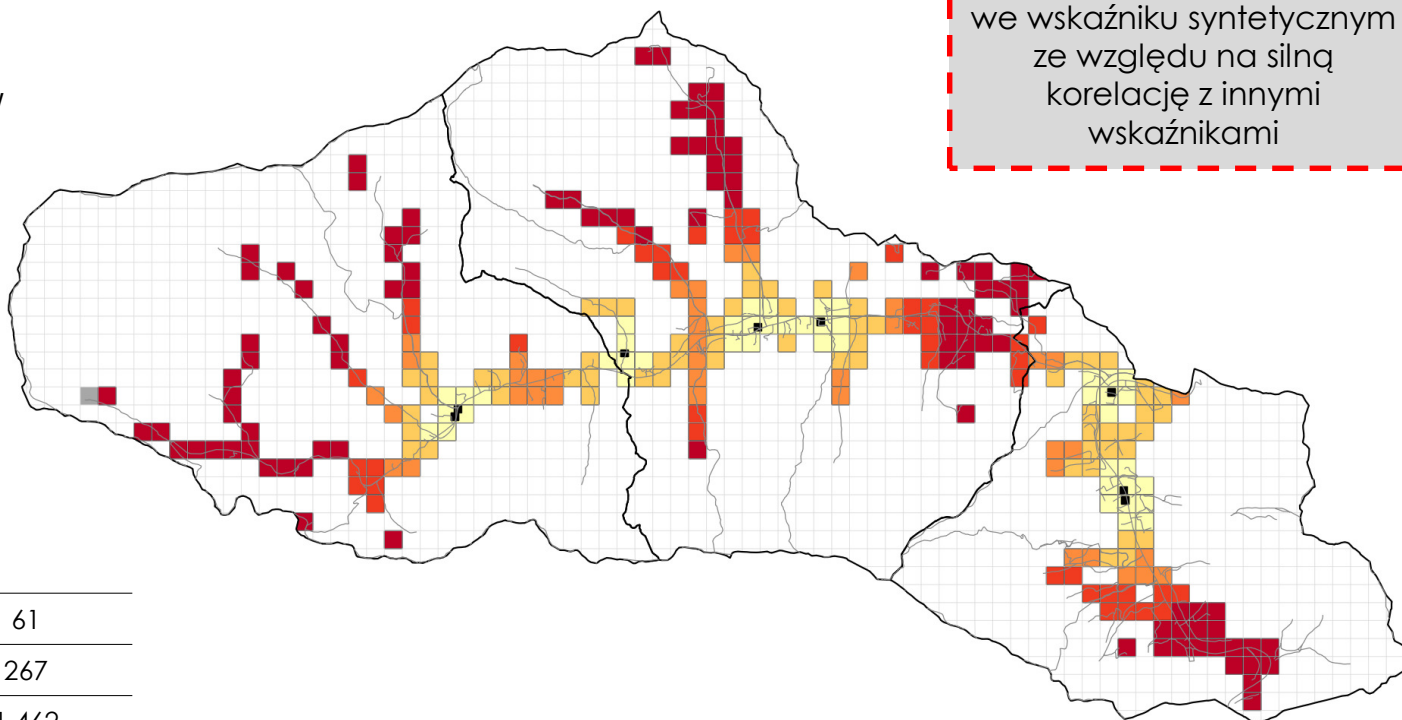 we wskaźniku syntetycznym
ze względu na silną
korelację z innymi
wskaźnikami
61
267